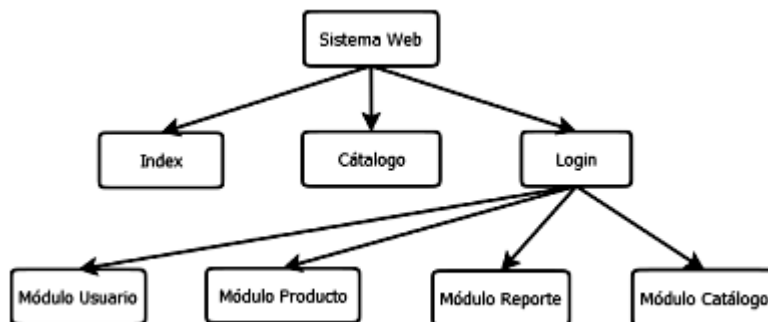 Sistema Web
Index
Cátalogo
Login
Módulo Usuario
Módulo Producto
Módulo Reporte
Módulo Catálogo